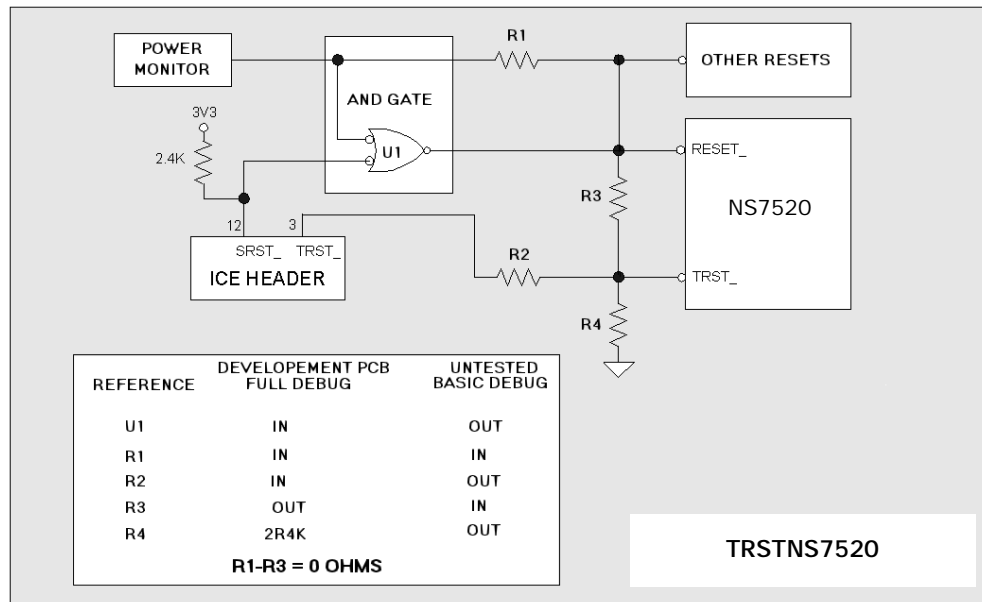 POWER
MONITOR
R1
OTHER RESETS
AND GATE
3V3
2.4K
U1
RESET_
R3
NS7520
12
3
SRST_ TRST_
ICE HEADER
R2
TRST_
R4
REFERENCE
DEVELOPEMENT PCB
FULL DEBUG
UNTESTED
BASIC DEBUG
U1 IN OUT
R1 IN IN
R2 IN OUT
R3 OUT IN
R4 2R4K OUT
R1-R3 = 0 OHMS
TRSTNS7520